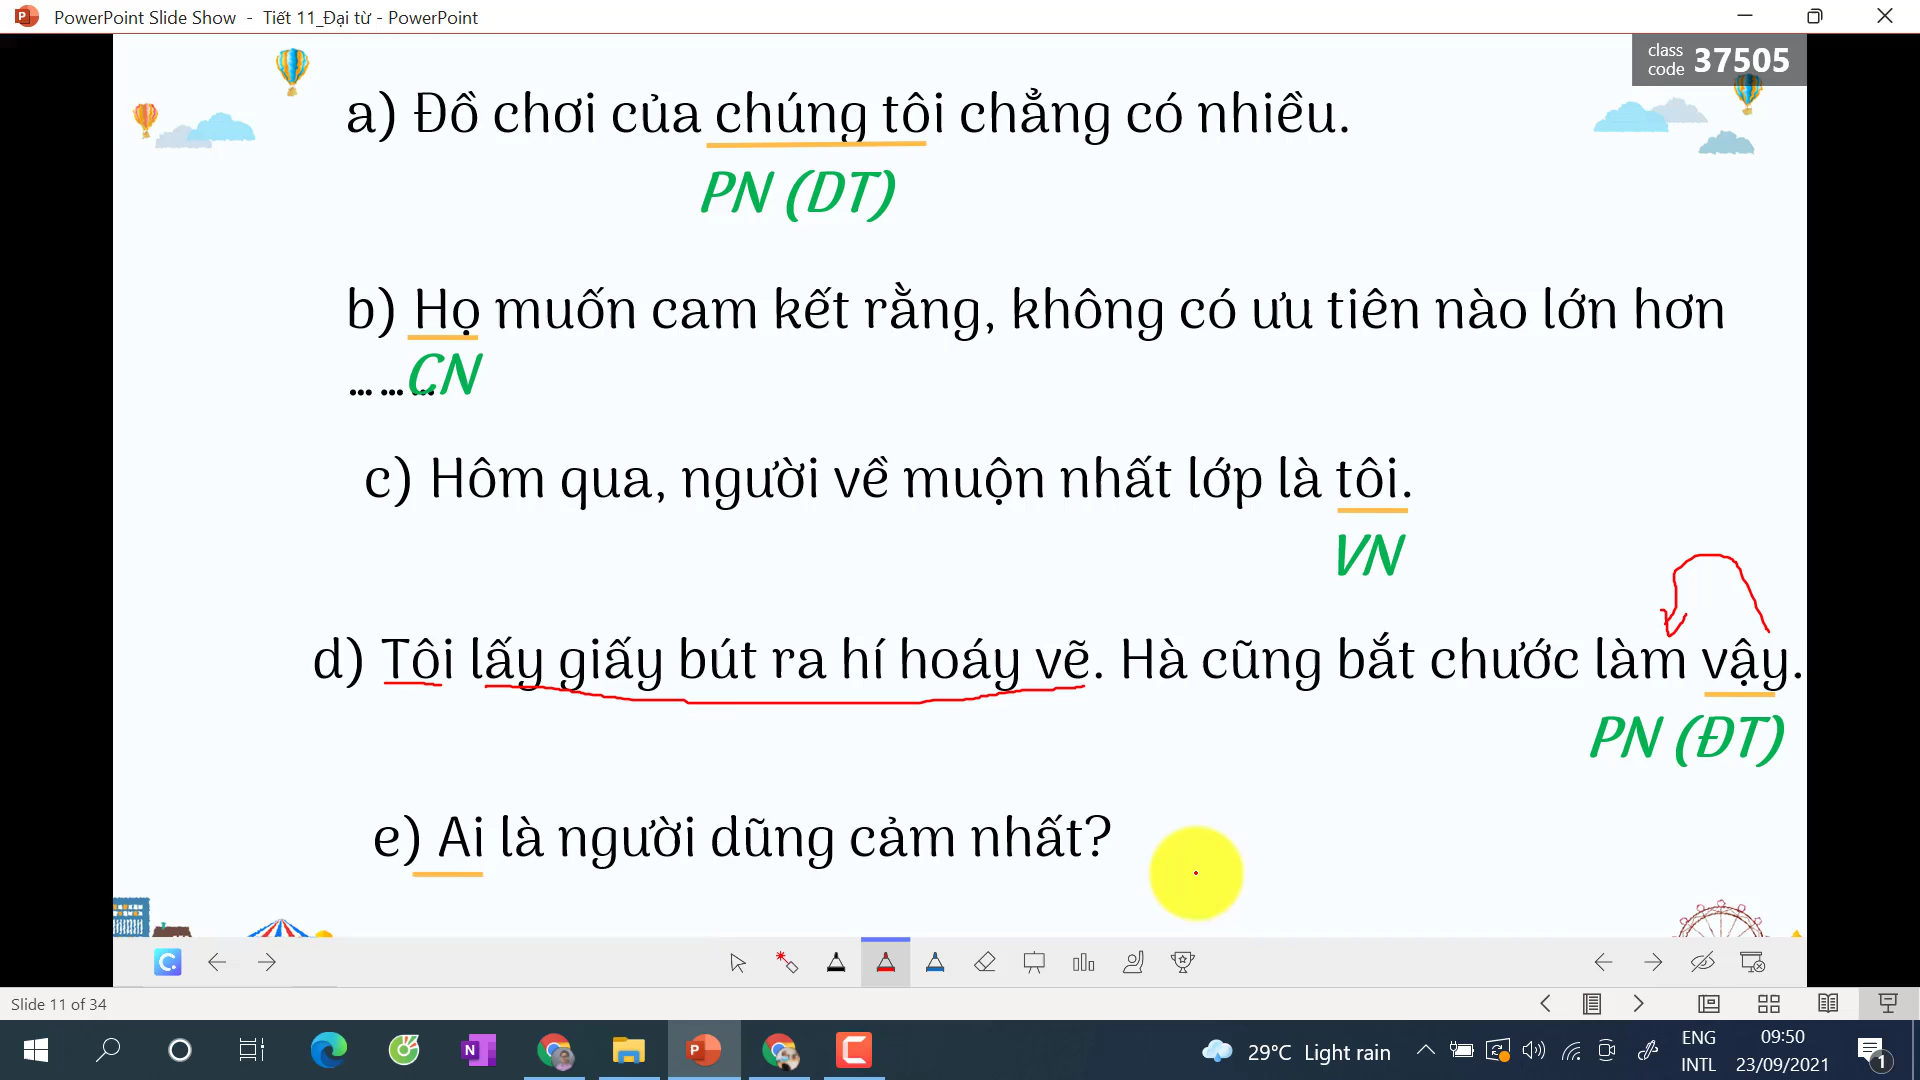 PowerPoint Slide Show - Tiết 11_Đại từ - PowerPoint
class code 37505
a) Đồ chơi của chúng tôi chẳng có nhiều.
PN (DT)
b) Họ muốn cam kết rằng, không có ưu tiên nào lớn hơn
... ... ...
CN
c) Hôm qua, người về muộn nhất lớp là tôi.
VN
d) Tôi lấy giấy bút ra hí hoáy vẽ. Hà cũng bắt chước làm vậy.
PN (ĐT)
e) Ai là người dũng cảm nhất?
Slide 11 of 34
29°C Light rain
ENG
INTL
09:50
23/09/2021
1